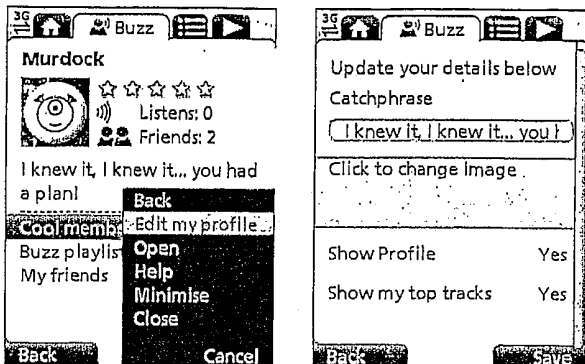 3G Buzz
Murdock
Listens: 0
Friends: 2
I knew it, I knew it... you had
a plan!
Cool memb
Buzz playlis
My friends
Back
Edit my profile
Open
Help
Minimise
Close
Back Cancel
3G Buzz
Update your details below
Catchphrase
I knew it, I knew it... you
Click to change image
Show Profile Yes
Show my top tracks Yes
Back Save